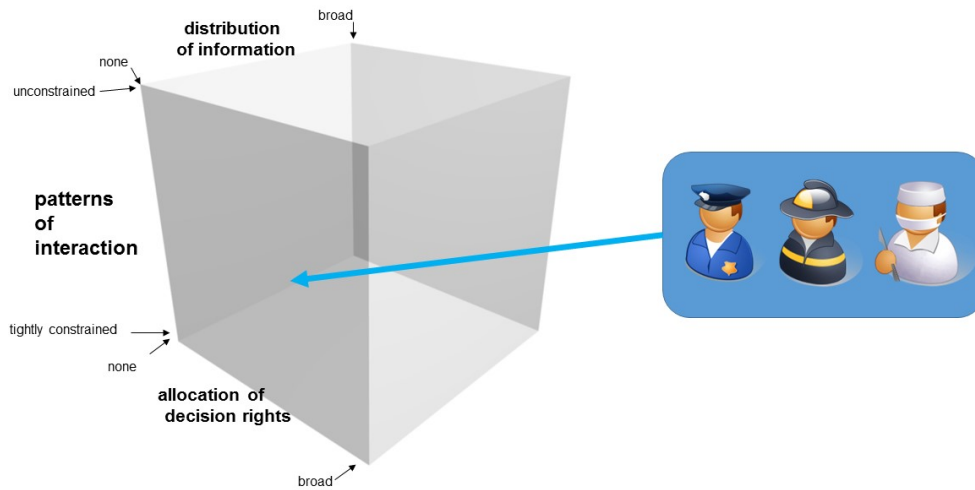 broad
distribution
of information
none
unconstrained
patterns
of
interaction
tightly constrained
none
allocation of
decision rights
broad